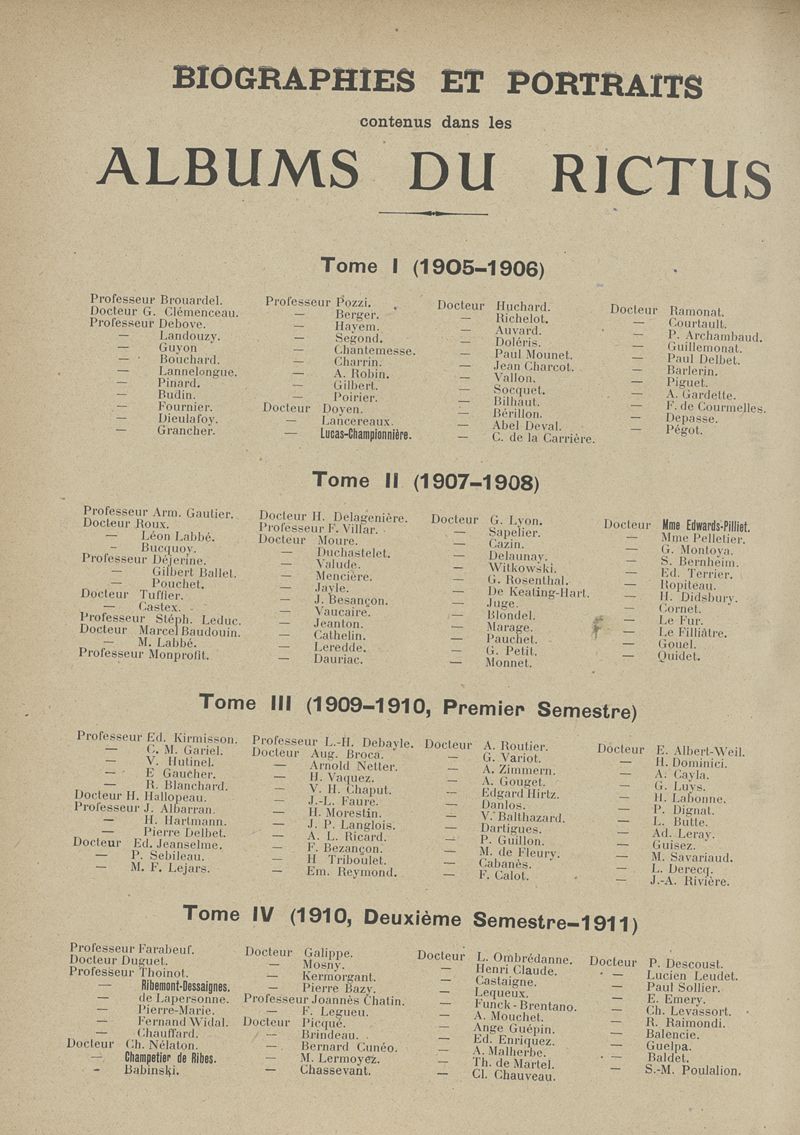 BIOGRAPHIES ET PORTRAITS
contenus dans les
ALBUMS DU RICTUS
Tome I (1905–1906)
Professeur Brouardel.
Docteur G. Clémenceau.
Professeur Debove.
— Landouzy.
— Guyon
— Bouchard.
— Lannelongue.
— Pinard.
— Budin.
— Fournier.
— Dieulafoy.
— Grancher.
Professeur Pozzi.
— Berger.
— Hayem.
— Segond.
— Chantemesse.
— Charrin.
— A. Robin.
— Gilbert.
— Poirier.
Docteur Doyen.
— Lancereaux.
— Lucas-Championnière.
Docteur Huchard.
— Richelot.
— Auvard.
— Doléris.
— Paul Mounet.
— Jean Charcot.
— Vallon.
— Socquet.
— Bilhaut.
— Bérillon.
— Abel Deval.
— C. de la Carrière.
Docteur Ramonat.
— Courtault.
— P. Archambaud.
— Guillemonat.
— Paul Delbet.
— Barlerin.
— Piguet.
— A. Gardette.
— F. de Courmelles.
— Depasse.
— Pégot.
Tome II (1907–1908)
Professeur Arm. Gautier.
Docteur Roux.
— Léon Labbé.
— Bucquoy.
Professeur Déjerine.
— Gilbert Ballet.
— Pouchet.
Docteur Tuffier.
— Castex.
Professeur Stéph. Leduc.
Docteur Marcel Baudouin.
— M. Labbé.
Professeur Monprofit.
Docteur H. Delagenière.
Professeur F. Villar.
Docteur Moure.
— Duchastelet.
— Valude.
— Mencière.
— Jayle.
— J. Besançon.
— Vaucaire.
— Jeanton.
— Cathelin.
— Leredde.
— Dauriac.
Docteur G. Lyon.
— Sapelier.
— Cazin.
— Delaunay.
— Witkowski.
— G. Rosenthal.
— De Keating-Hart.
— Juge.
— Blondel.
— Marage.
— Pauchet.
— G. Petit.
— Monnet.
Docteur Mme Edwards-Pilliet.
— Mme Pelletier.
— G. Montoya.
— S. Bernheim.
— Ed. Terrier.
— Ropiteau.
— H. Didsbury.
— Cornet.
— Le Fur.
— Le Filliâtre.
— Gouel.
— Quidet.
Tome III (1909–1910, Premier Semestre)
Professeur Ed. Kirmisson.
— C. M. Gariel.
— V. Hutinel.
— E Gaucher.
— R. Blanchard.
Docteur H. Hallopeau.
Professeur J. Albarran.
— H. Hartmann.
— Pierre Delbet.
Docteur Ed. Jeanselme.
— P. Sebileau.
— M. F. Lejars.
Professeur L.-H. Debayle.
Docteur Aug. Broca.
— Arnold Netter.
— H. Vaquez.
— V. H. Chaput.
— J.-L. Faure.
— H. Morestin.
— J. P. Langlois.
— A. L. Ricard.
— F. Bezançon.
— H Triboulet.
— Em. Reymond.
Docteur A. Routier.
— G. Variot.
— A. Zimmern.
— A. Gouget.
— Edgard Hirtz.
— Danlos.
— V. Balthazard.
— Dartigues.
— P. Guillon.
— M. de Fleury.
— Cabanès.
— F. Calot.
Docteur E. Albert-Weil.
— H. Dominici.
— A. Cayla.
— G. Luys.
— H. Labonne.
— P. Dignat.
— L. Butte.
— Ad. Leray.
— Guisez.
— M. Savariaud.
— L. Derecq.
— J.-A. Rivière.
Tome IV (1910, Deuxième Semestre–1911)
Professeur Farabeuf.
Docteur Duguet.
Professeur Thoinot.
— Ribemont-Dessaignes.
— de Lapersonne.
— Pierre-Marie.
— Fernand Widal.
— Chauffard.
Docteur Ch. Nélaton.
— Champetier de Ribes.
— Babinski.
Docteur Galippe.
— Mosny.
— Kermorgant.
— Pierre Bazy.
Professeur Joannès Chatin.
— F. Legueu.
Docteur Picqué.
— Brindeau.
— Bernard Cunéo.
— M. Lermoyez.
— Chassevant.
Docteur L. Ombrédanne.
— Henri Claude.
— Castaigne.
— Lequeux.
— Funck-Brentano.
— A. Mouchet.
— Ange Guépin.
— Ed. Enriquez.
— A. Malherbe.
— Th. de Martel.
— Cl. Chauveau.
Docteur P. Descoust.
— Lucien Leudet.
— Paul Sollier.
— E. Emery.
— Ch. Levassort.
— R. Raimondi.
— Balencie.
— Guelpa.
— Baldet.
— S.-M. Poulalion.